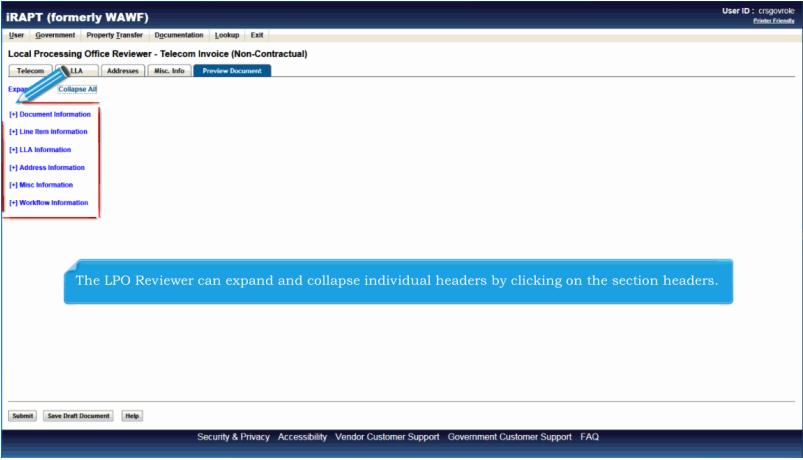 User ID : crsgovrole
iRAPT (formerly WAWF)
Printer Friendly
User Government Property Transfer Documentation Lookup Exit
Local Processing Office Reviewer - Telecom Invoice (Non-Contractual)
Telecom LLA Addresses Misc. Info Preview Document
Collapse All
[+] Document Information
[+] Line Item Information
[+] LLA Information
[+] Address Information
[+] Misc Information
[+] Workflow Information
The LPO Reviewer can expand and collapse individual headers by clicking on the section headers.
Submit Save Draft Document Help
Security & Privacy Accessibility Vendor Customer Support Government Customer Support FAQ